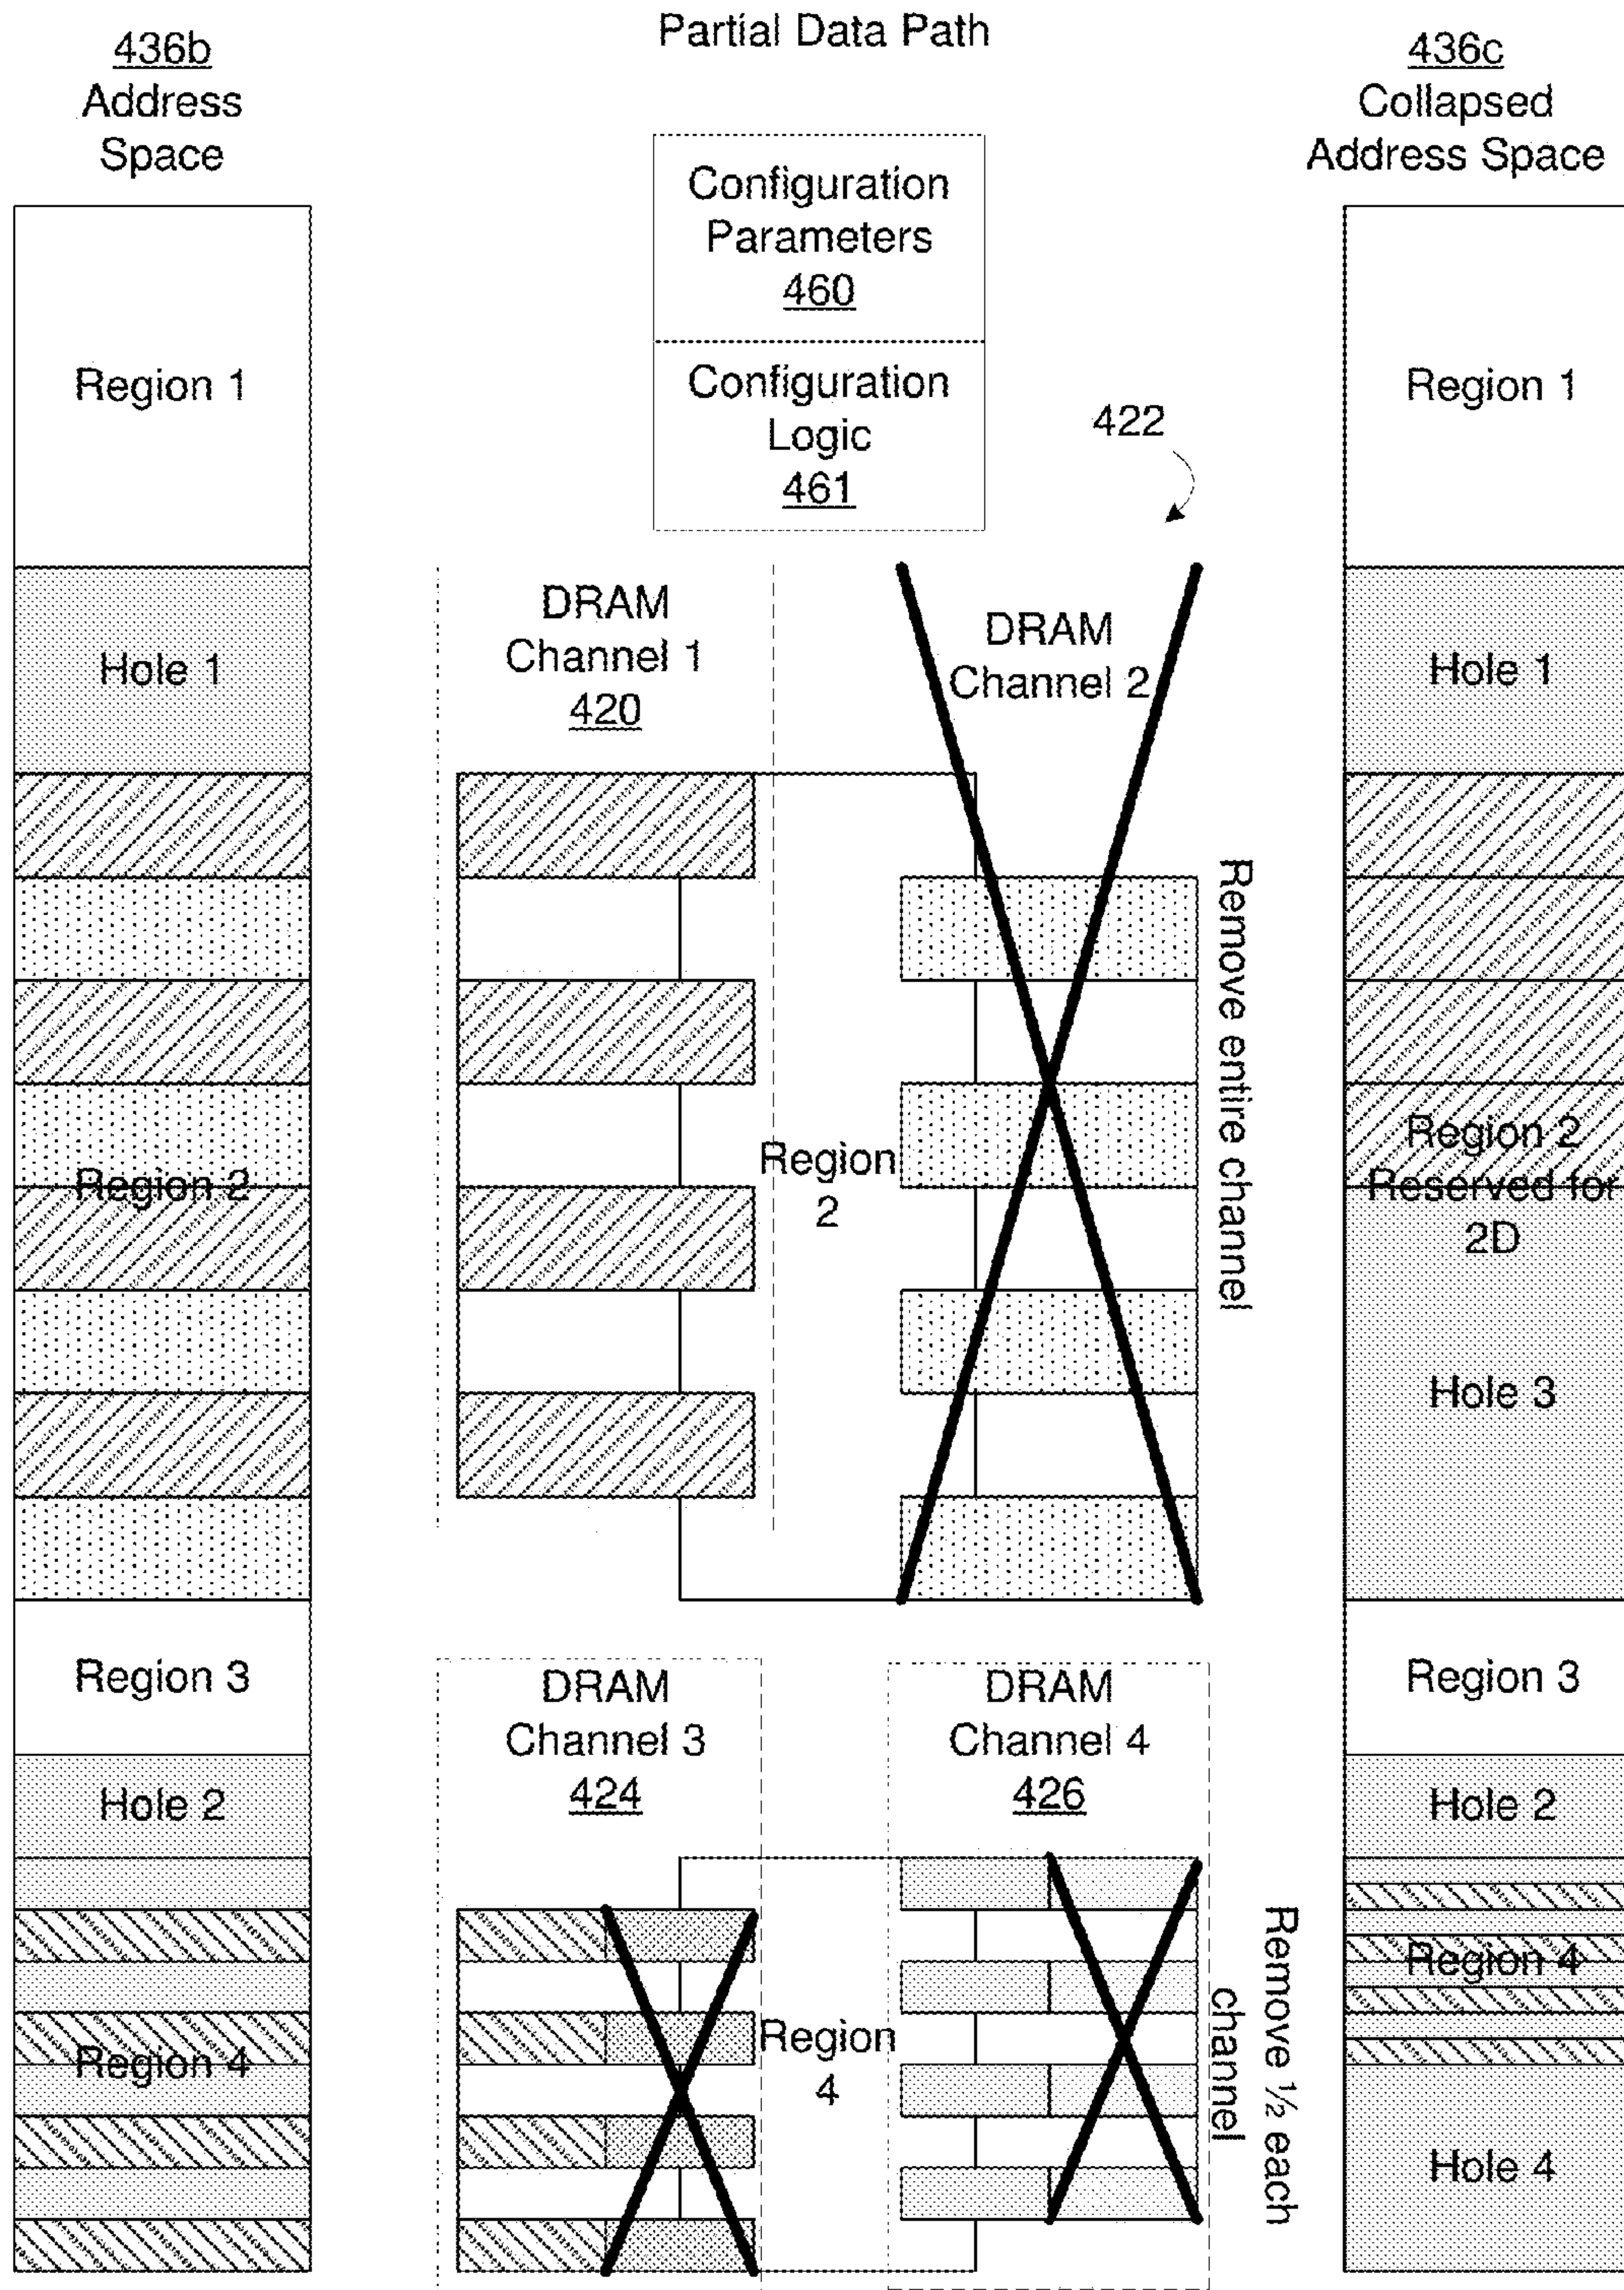 Partial Data Path
436b
Address
Space
Region 1
Hole 1
Region 2
Region 3
Hole 2
Region 4
Configuration
Parameters
460
Configuration
Logic
461
422
DRAM
Channel 1
420
DRAM
Channel 2
Region
2
Remove entire channel
DRAM
Channel 3
424
DRAM
Channel 4
426
Region
4
Remove ½ each
channel
436c
Collapsed
Address Space
Region 1
Hole 1
Region 2
Reserved for
2D
Hole 3
Region 3
Hole 2
Region 4
Hole 4